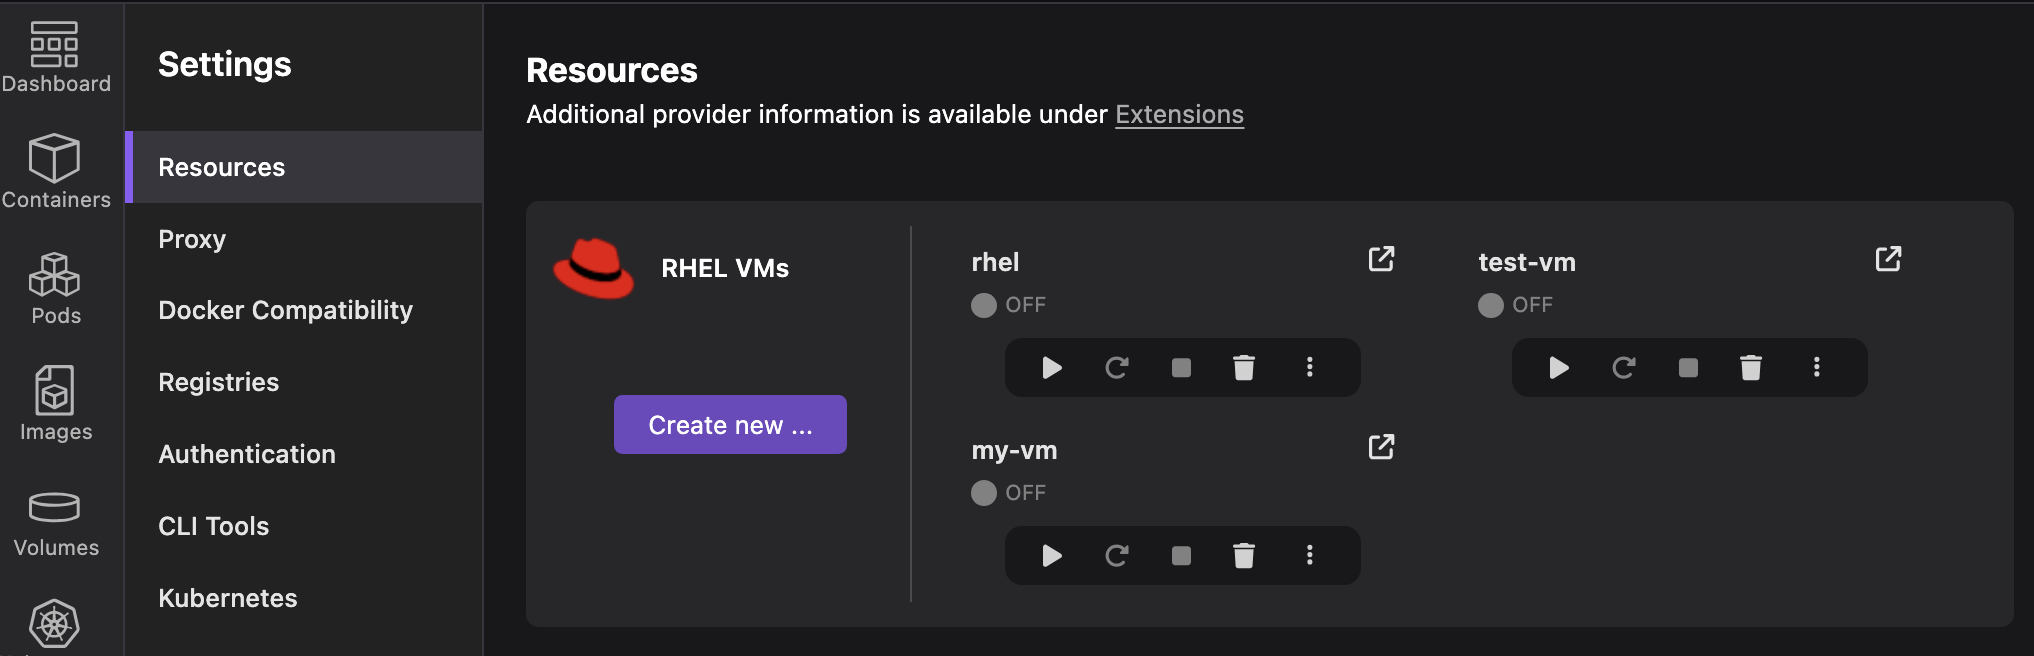 Dashboard
Containers
Pods
Images
Volumes
Settings
Resources
Proxy
Docker Compatibility
Registries
Authentication
CLI Tools
Kubernetes
Resources
Additional provider information is available under Extensions
RHEL VMs
Create new ...
rhel
OFF
test-vm
OFF
my-vm
OFF